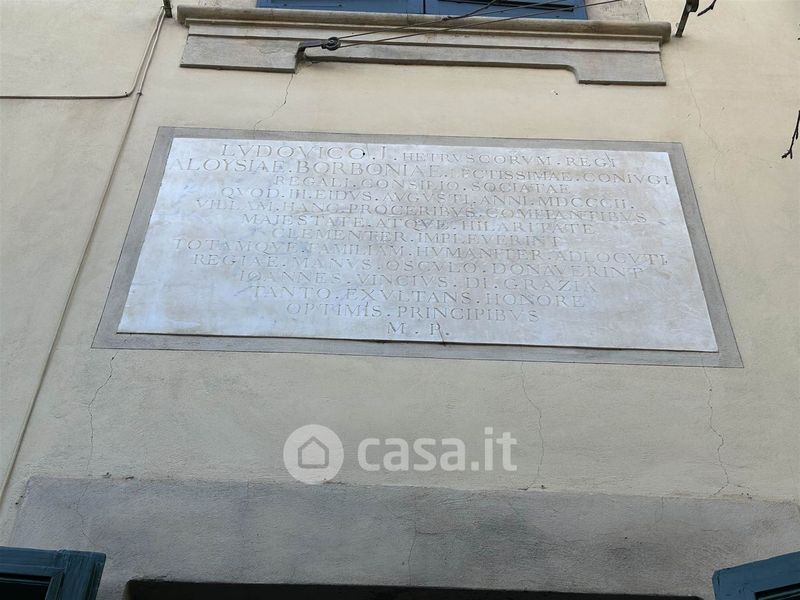 LVDOVICO . I . HETRVSCORVM . REGI
ALOYSIAE . BORBONIAE . LECTISSIMAE . CONIVGI
REGALI . CONSILIO . SOCIATAE
QVOD . III . EIDVS . AVGVSTI . ANNI . MDCCCII .
VILLAM . HANC . PROCERIBVS . COMITANTIBVS
MAJESTATE . ATQVE . HILARITATE
CLEMENTER . IMPLEVERINT
TOTAMQVE . FAMILIAM . HVMANITER . ADLOCVTI
REGIAE . MANVS . OSCVLO . DONAVERINT
IOANNES . VINCIVS . DI . GRAZIA
TANTO . EXVLTANS . HONORE
OPTIMIS . PRINCIPIBVS
M . P .
casa.it